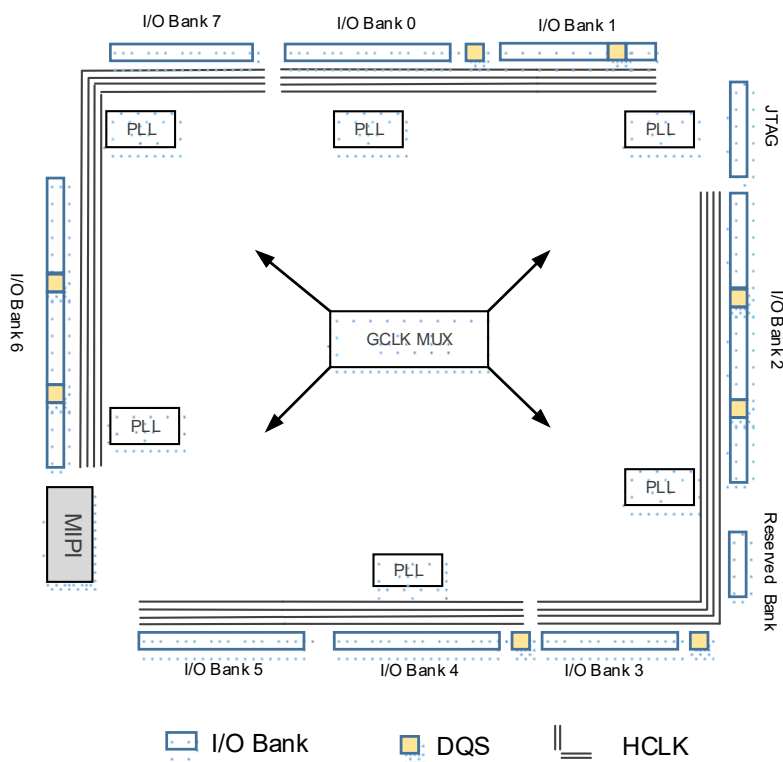 I/O Bank 7
I/O Bank 0
I/O Bank 1
PLL
PLL
PLL
JTAG
I/O Bank 6
GCLK MUX
I/O Bank 2
PLL
PLL
MIPI
PLL
Reserved Bank
I/O Bank 5
I/O Bank 4
I/O Bank 3
I/O Bank
DQS
HCLK